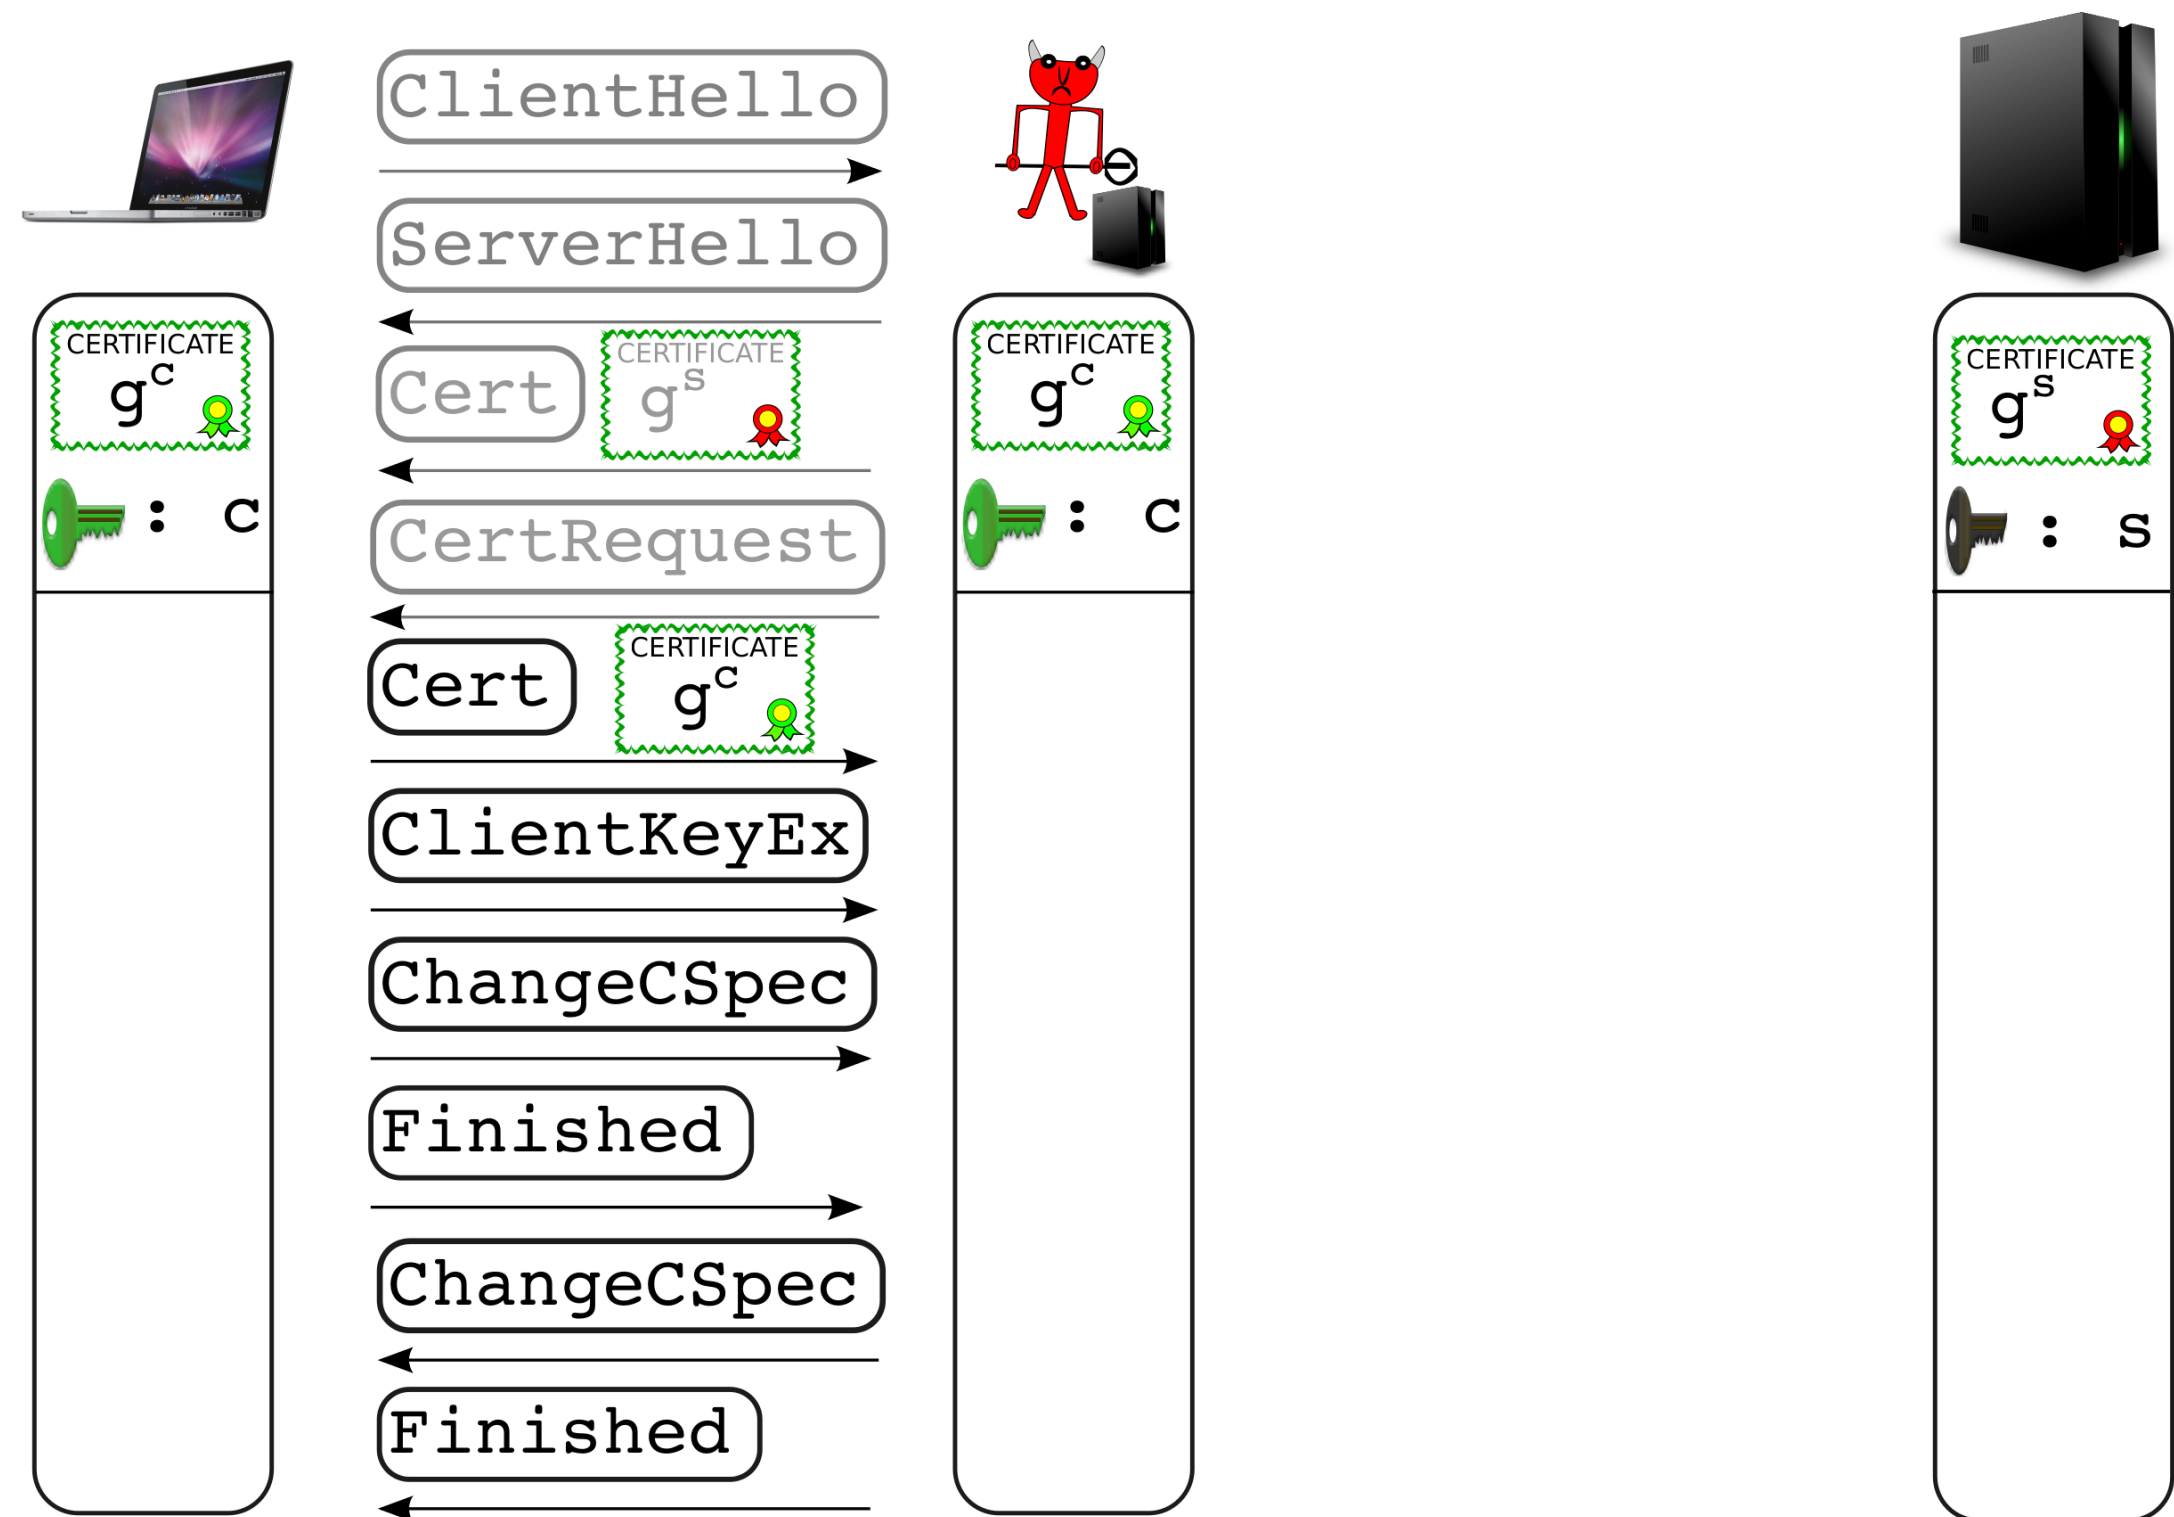 ClientHello
ServerHello
CERTIFICATE
g^c
: c
Cert
CERTIFICATE
g^s
CERTIFICATE
g^c
: c
CERTIFICATE
g^s
: s
CertRequest
Cert
CERTIFICATE
g^c
ClientKeyEx
ChangeCSpec
Finished
ChangeCSpec
Finished